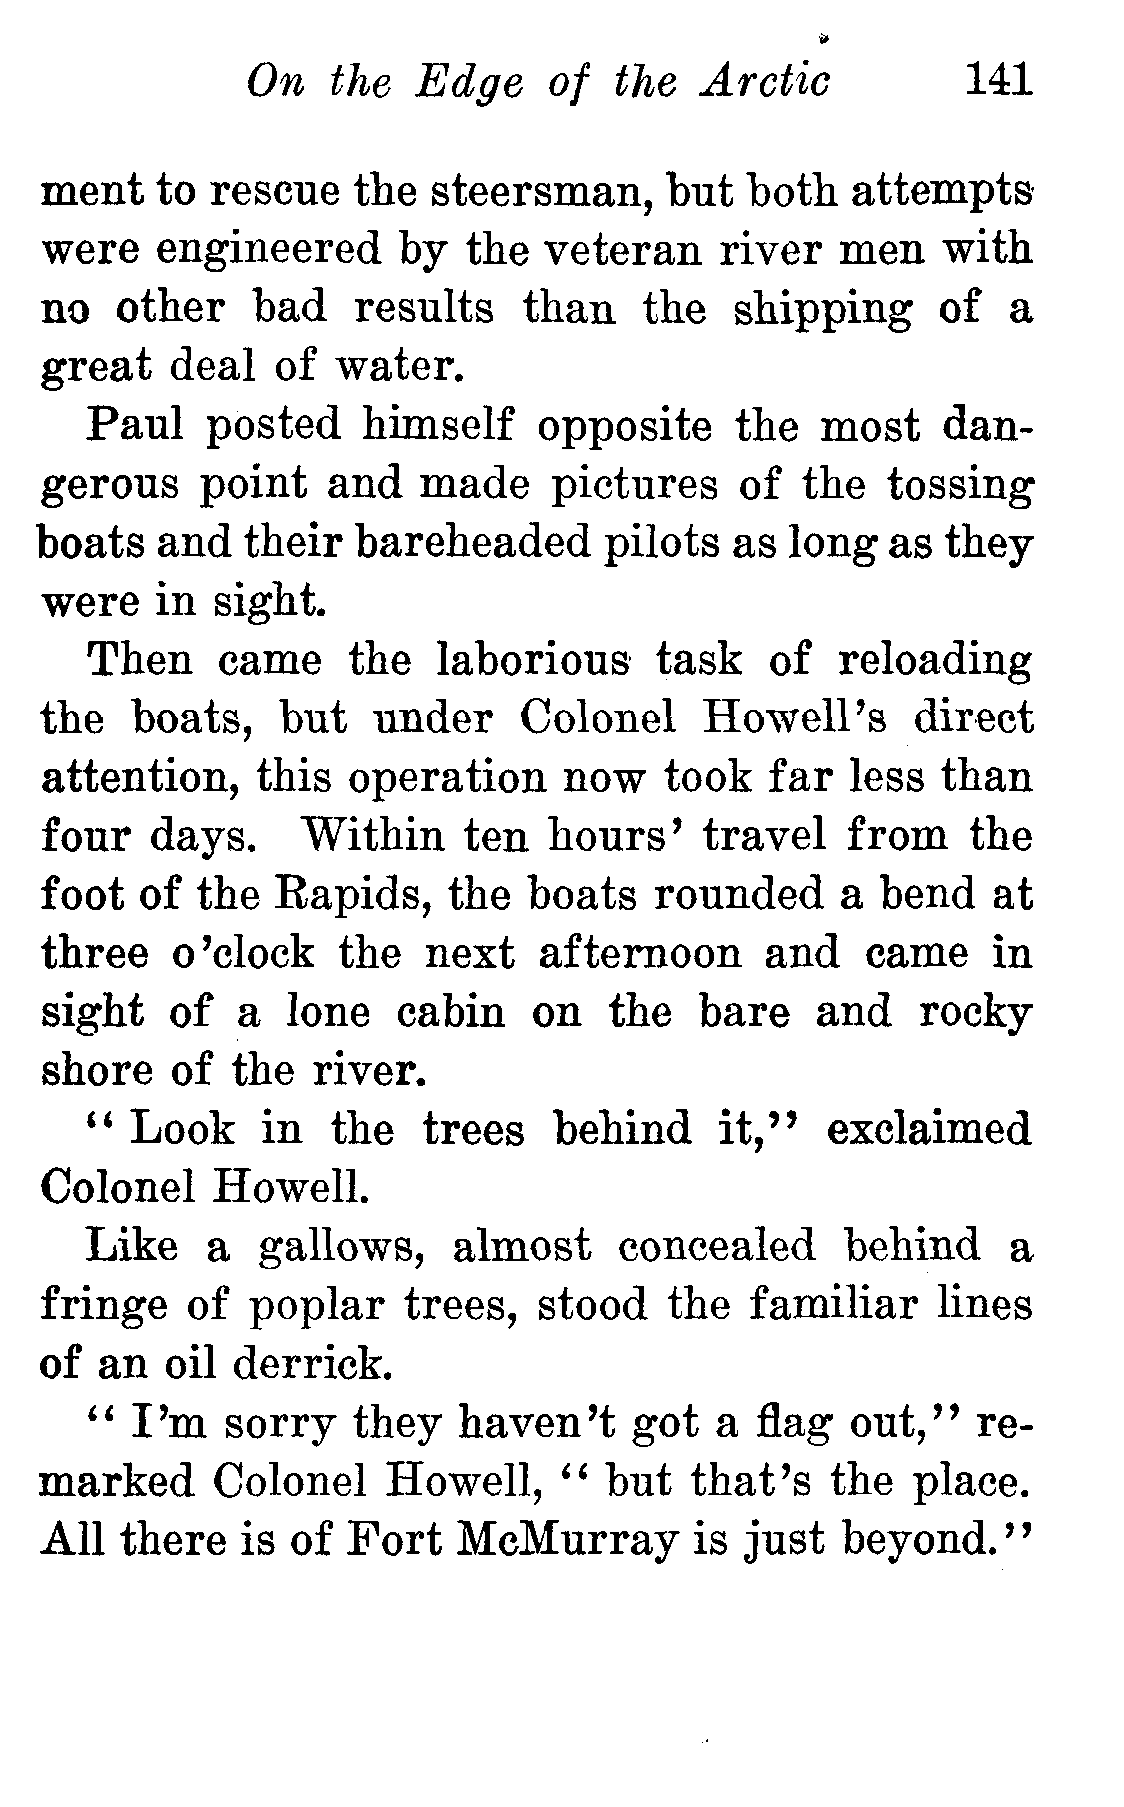 On the Edge of the Arctic 141
ment to rescue the steersman, but both attempts
were engineered by the veteran river men with
no other bad results than the shipping of a
great deal of water.
Paul posted himself opposite the most dan-
gerous point and made pictures of the tossing
boats and their bareheaded pilots as long as they
were in sight.
Then came the laborious task of reloading
the boats, but under Colonel Howell's direct
attention, this operation now took far less than
four days. Within ten hours' travel from the
foot of the Rapids, the boats rounded a bend at
three o'clock the next afternoon and came in
sight of a lone cabin on the bare and rocky
shore of the river.
"Look in the trees behind it," exclaimed
Colonel Howell.
Like a gallows, almost concealed behind a
fringe of poplar trees, stood the familiar lines
of an oil derrick.
"I'm sorry they haven't got a flag out," re-
marked Colonel Howell, "but that's the place.
All there is of Fort McMurray is just beyond."